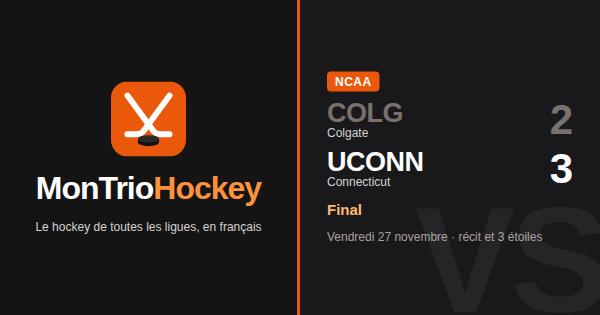 MonTrioHockey
Le hockey de toutes les ligues, en français
NCAA
COLG 2
Colgate
UCONN 3
Connecticut
Final
Vendredi 27 novembre · récit et 3 étoiles
VS